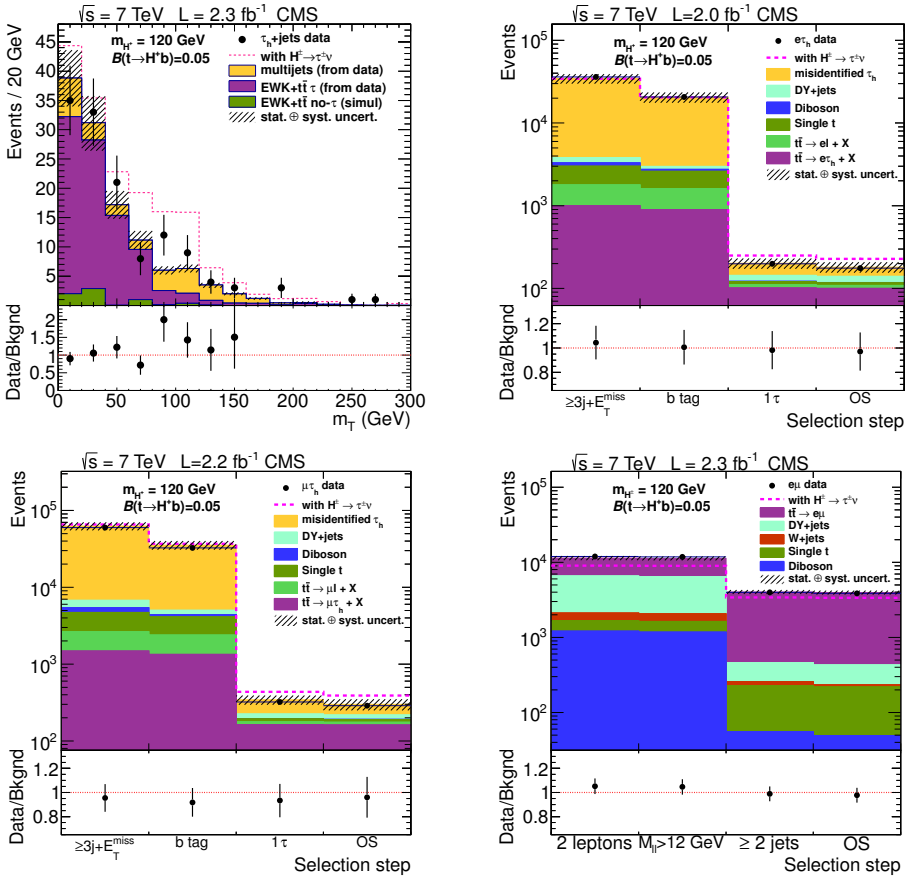 √s = 7 TeV L = 2.3 fb⁻¹ CMS
Events / 20 GeV
45
40
35
30
25
20
15
10
5
m_H⁺ = 120 GeV
B(t→H⁺b)=0.05
τ_h+jets data
with H^±→τ^±ν
multijets (from data)
EWK+tt̄ τ (from data)
EWK+tt̄ no-τ (simul)
stat. ⊕ syst. uncert.
Data/Bkgnd
2
1.5
1
0.5
0
0 50 100 150 200 250 300
m_T (GeV)
√s = 7 TeV L=2.0 fb⁻¹ CMS
Events
10⁵
10⁴
10³
10²
m_H⁺ = 120 GeV
B(t→H⁺b)=0.05
eτ_h data
with H^± → τ^±ν
misidentified τ_h
DY+jets
Diboson
Single t
tt̄ → el + X
tt̄ → eτ_h + X
stat. ⊕ syst. uncert.
Data/Bkgnd
1.2
1
0.8
≥3j+E_T^miss b tag 1τ OS
Selection step
√s = 7 TeV L=2.2 fb⁻¹ CMS
Events
10⁵
10⁴
10³
10²
m_H⁺ = 120 GeV
B(t→H⁺b)=0.05
μτ_h data
with H^± → τ^±ν
misidentified τ_h
DY+jets
Diboson
Single t
tt̄ → μl + X
tt̄ → μτ_h + X
stat. ⊕ syst. uncert.
Data/Bkgnd
1.2
1
0.8
≥3j+E_T^miss b tag 1τ OS
Selection step
√s = 7 TeV L = 2.3 fb⁻¹ CMS
Events
10⁵
10⁴
10³
10²
m_H^± = 120 GeV
B(t→H⁺b)=0.05
eμ data
with H^± → τ^±ν
tt̄ → eμ
DY+jets
W+jets
Single t
Diboson
stat. ⊕ syst. uncert.
Data/Bkgnd
1.2
1
0.8
2 leptons M_ll>12 GeV ≥ 2 jets OS
Selection step